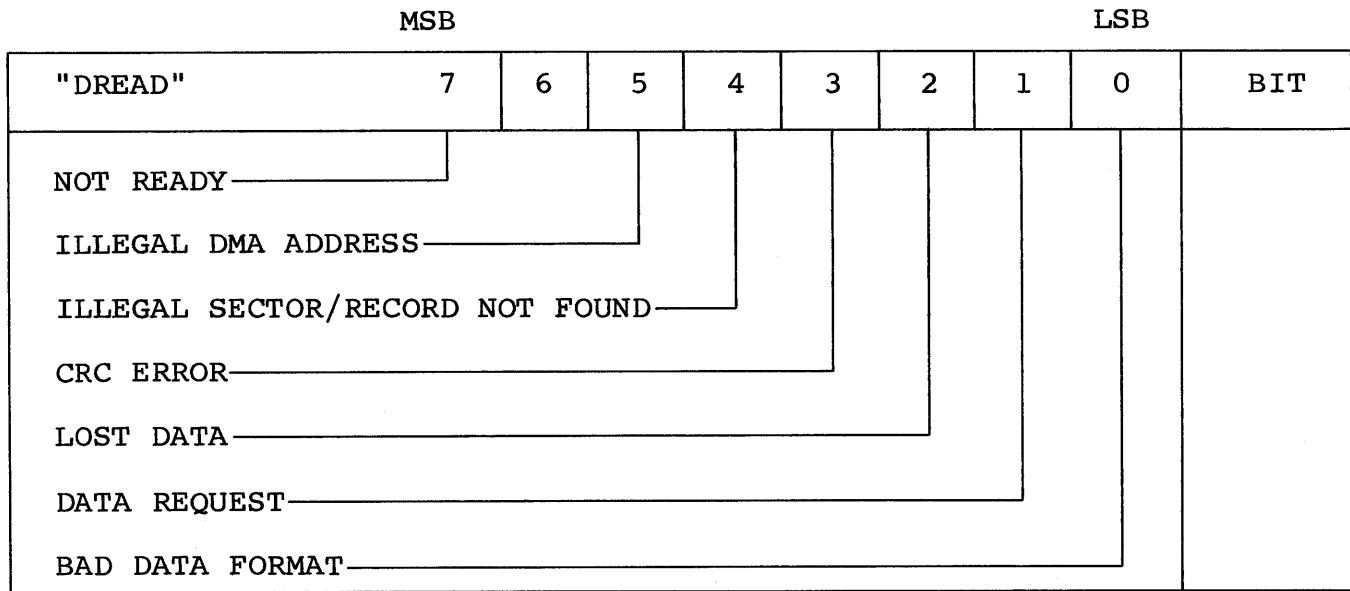 MSB LSB
"DREAD" 7 6 5 4 3 2 1 0 BIT
NOT READY
ILLEGAL DMA ADDRESS
ILLEGAL SECTOR/RECORD NOT FOUND
CRC ERROR
LOST DATA
DATA REQUEST
BAD DATA FORMAT